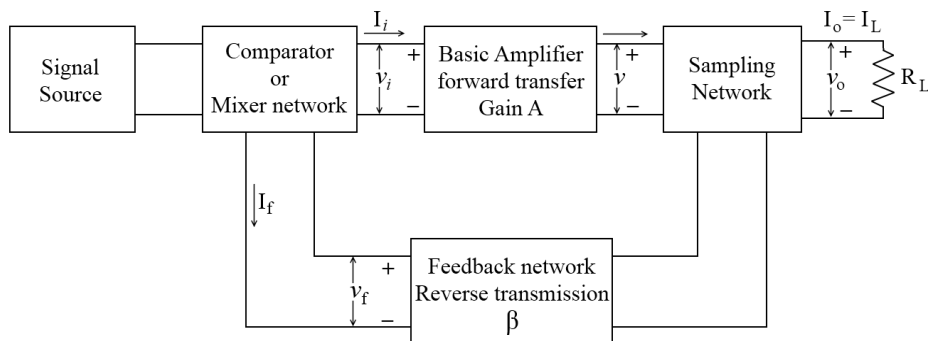 Signal
Source
Comparator
or
Mixer network
I_i
+
v_i
−
Basic Amplifier
forward transfer
Gain A
+
v
−
Sampling
Network
I_o = I_L
+
v_o
−
R_L
I_f
+
v_f
−
Feedback network
Reverse transmission
β